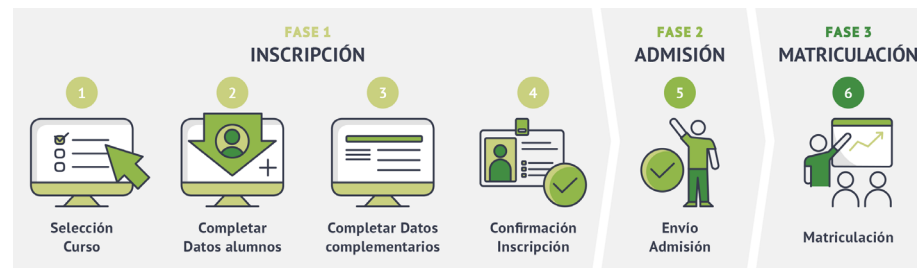 FASE 1
INSCRIPCIÓN
1
Selección
Curso
2
Completar
Datos alumnos
3
Completar Datos
complementarios
4
Confirmación
Inscripción
FASE 2
ADMISIÓN
5
Envío
Admisión
FASE 3
MATRICULACIÓN
6
Matriculación